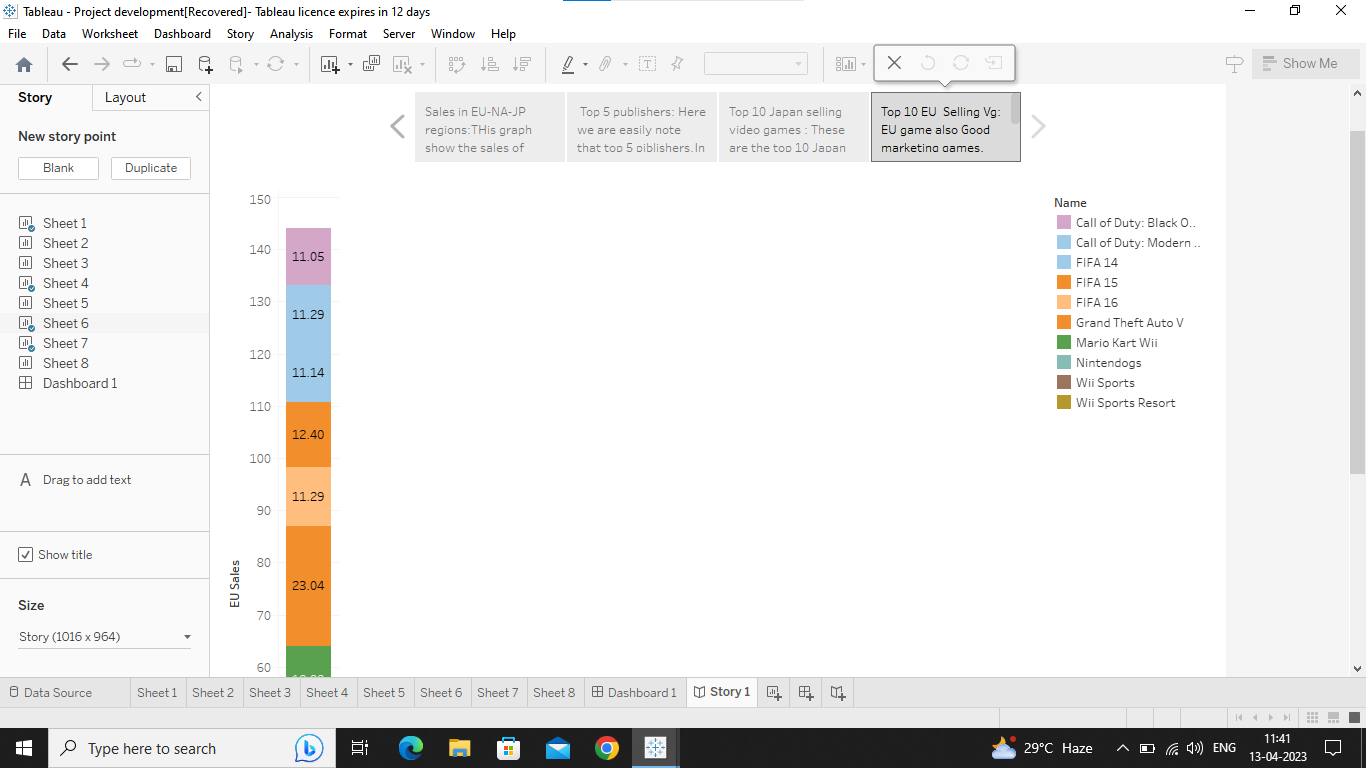 Tableau - Project development[Recovered]- Tableau licence expires in 12 days
File Data Worksheet Dashboard Story Analysis Format Server Window Help
Show Me
Story Layout
New story point
Blank Duplicate
Sheet 1
Sheet 2
Sheet 3
Sheet 4
Sheet 5
Sheet 6
Sheet 7
Sheet 8
Dashboard 1
A Drag to add text
Show title
Size
Story (1016 x 964)
Sales in EU-NA-JP
regions:THis graph
show the sales of
Top 5 publishers: Here
we are easily note
that top 5 piblishers.In
Top 10 Japan selling
video games : These
are the top 10 Japan
Top 10 EU Selling Vg:
EU game also Good
marketing games.
150
140
130
120
110
100
90
80
70
60
EU Sales
11.05
11.29
11.14
12.40
11.29
23.04
Name
Call of Duty: Black O..
Call of Duty: Modern ..
FIFA 14
FIFA 15
FIFA 16
Grand Theft Auto V
Mario Kart Wii
Nintendogs
Wii Sports
Wii Sports Resort
Data Source Sheet 1 Sheet 2 Sheet 3 Sheet 4 Sheet 5 Sheet 6 Sheet 7 Sheet 8 Dashboard 1 Story 1
Type here to search
29°C Haze
ENG
11:41
13-04-2023